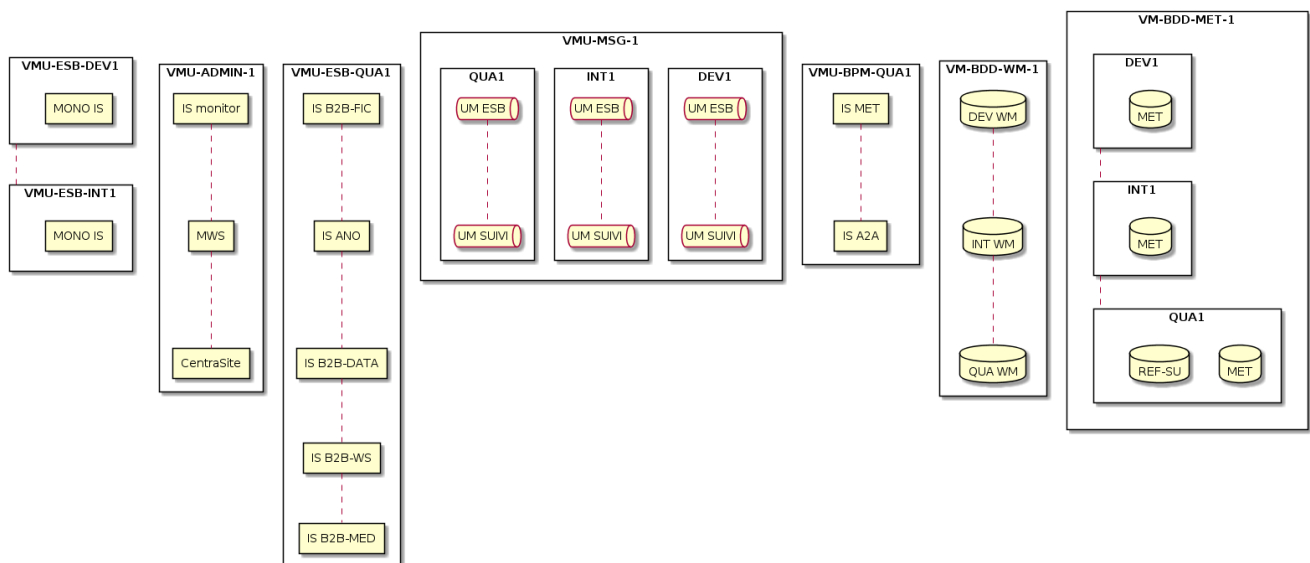 VMU-ESB-DEV1
MONO IS
VMU-ESB-INT1
MONO IS
VMU-ADMIN-1
IS monitor
MWS
CentraSite
VMU-ESB-QUA1
IS B2B-FIC
IS ANO
IS B2B-DATA
IS B2B-WS
IS B2B-MED
VMU-MSG-1
QUA1
UM ESB
UM SUIVI
INT1
UM ESB
UM SUIVI
DEV1
UM ESB
UM SUIVI
VMU-BPM-QUA1
IS MET
IS A2A
VM-BDD-WM-1
DEV WM
INT WM
QUA WM
VM-BDD-MET-1
DEV1
MET
INT1
MET
QUA1
REF-SU
MET